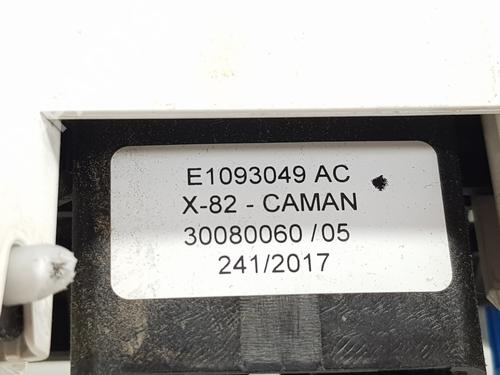 E1093049 AC
X-82 - CAMAN
30080060 / 05
241/2017